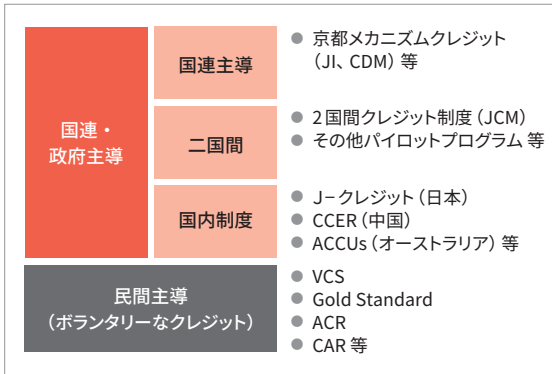 国連・
政府主導
国連主導
● 京都メカニズムクレジット
(JI、CDM) 等
二国間
● 2国間クレジット制度 (JCM)
● その他パイロットプログラム 等
国内制度
● J−クレジット (日本)
● CCER (中国)
● ACCUs (オーストラリア) 等
民間主導
(ボランタリーなクレジット)
● VCS
● Gold Standard
● ACR
● CAR 等